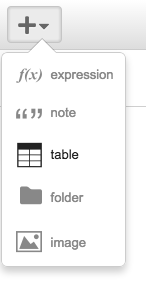 f(x) expression
““ note
table
folder
image